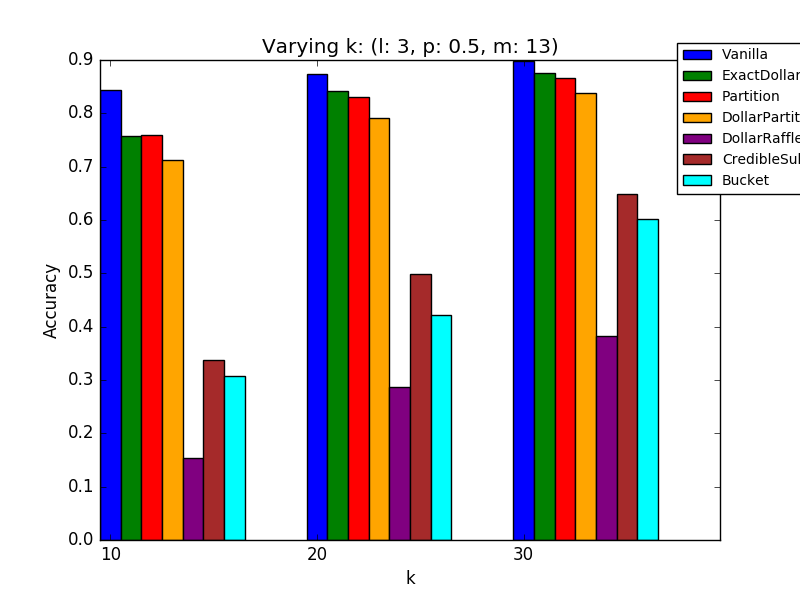 Varying k: (l: 3, p: 0.5, m: 13)
0.9
0.8
0.7
0.6
0.5
0.4
0.3
0.2
0.1
0.0
Accuracy
10
20
30
k
Vanilla
ExactDollar
Partition
DollarPartit
DollarRaffle
CredibleSu
Bucket